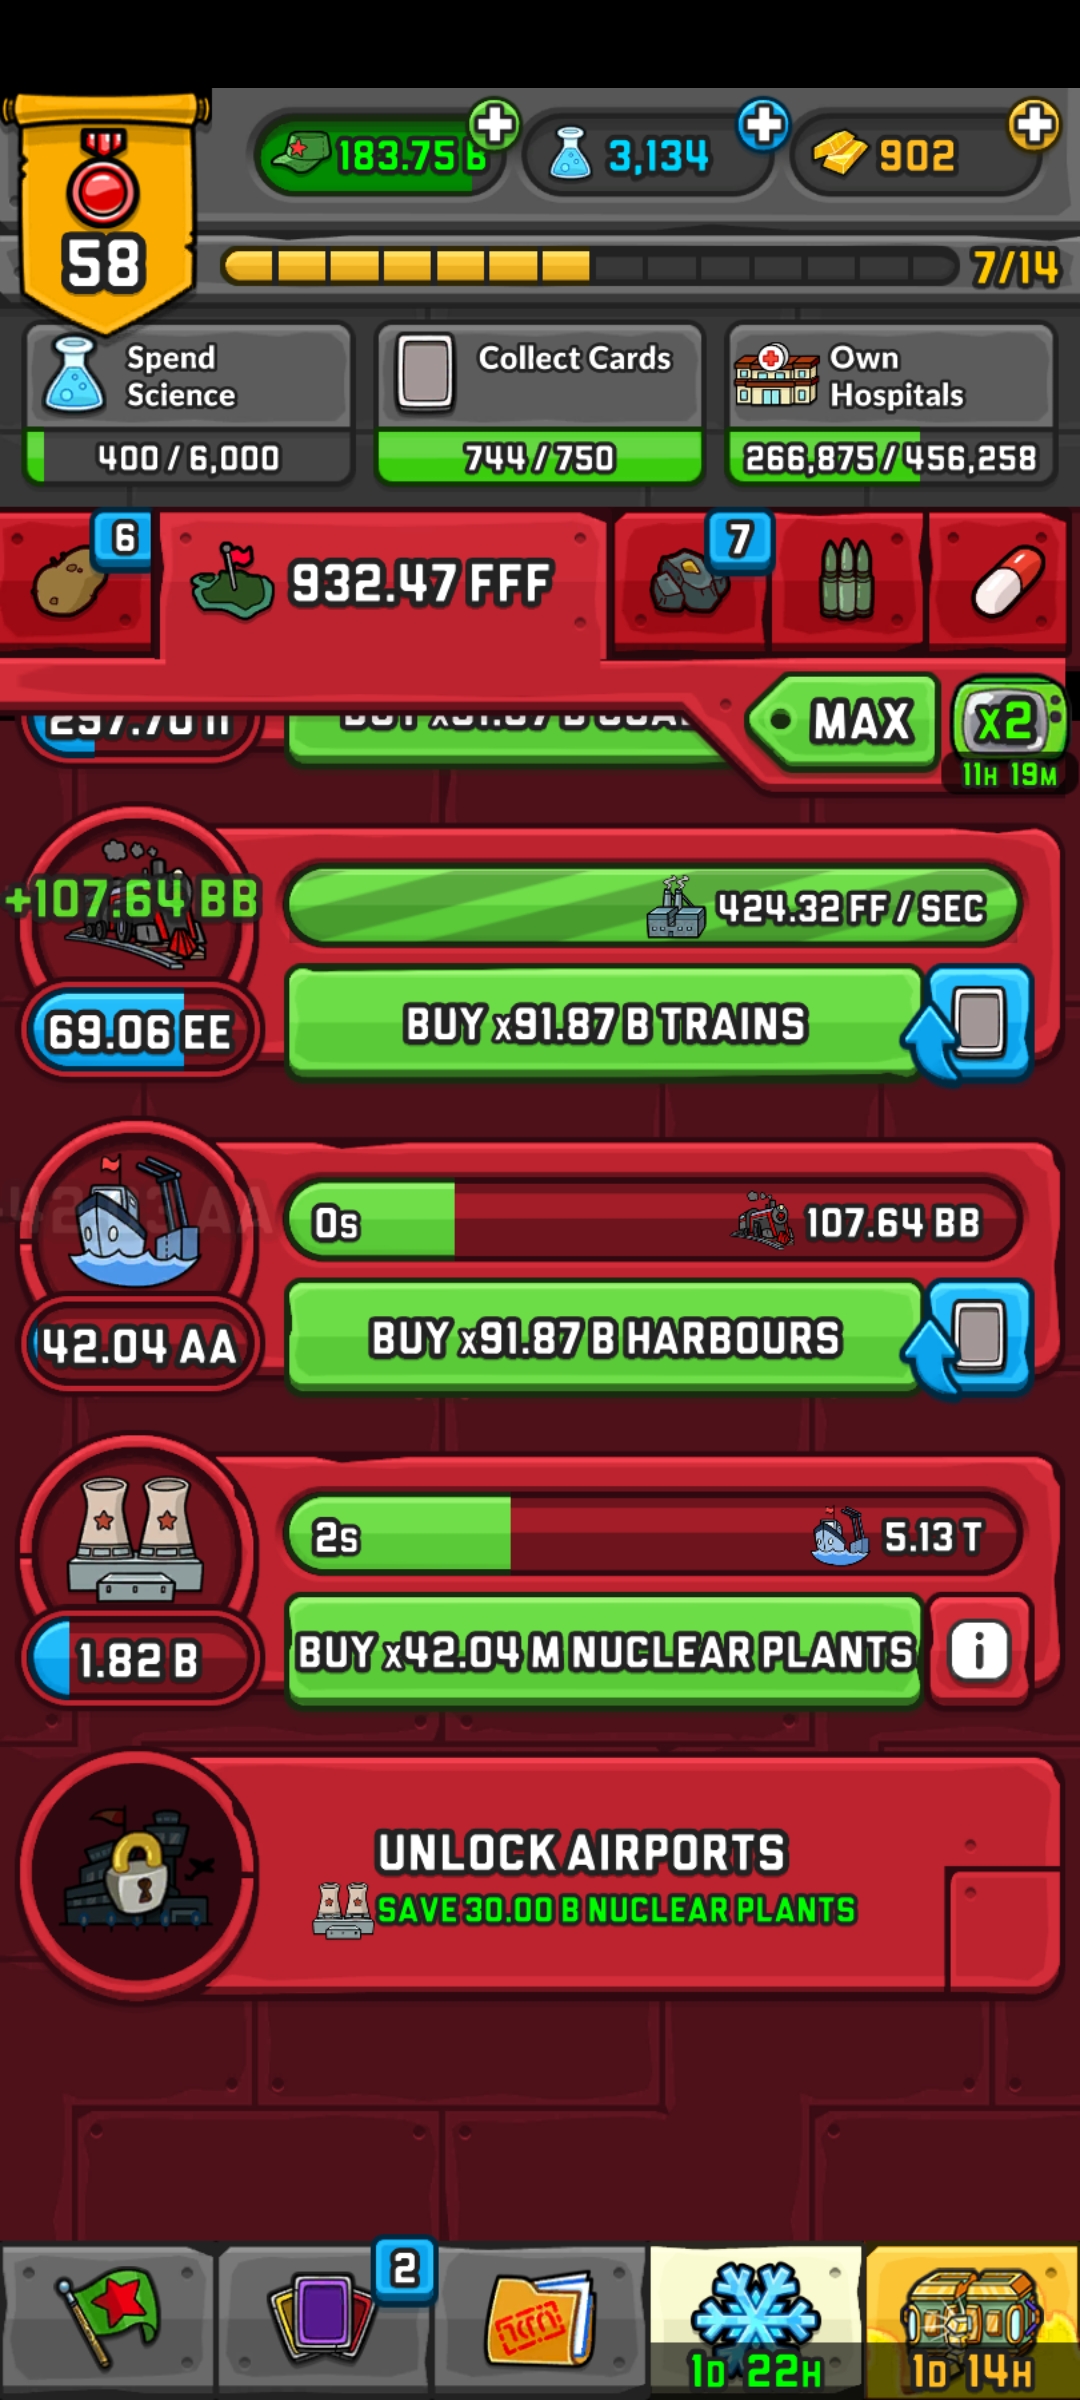 183.75 B
3,134
902
58
7/14
Spend
Science
Collect Cards
Own
Hospitals
400 / 6,000
744 / 750
266,875 / 456,258
6
932.47 FFF
7
MAX
x2
11H 19M
+107.64 BB
424.32 FF / SEC
69.06 EE
BUY x91.87 B TRAINS
0s
107.64 BB
42.04 AA
BUY x91.87 B HARBOURS
2s
5.13 T
1.82 B
BUY x42.04 M NUCLEAR PLANTS
i
UNLOCK AIRPORTS
SAVE 30.00 B NUCLEAR PLANTS
2
1D 22H
1D 14H